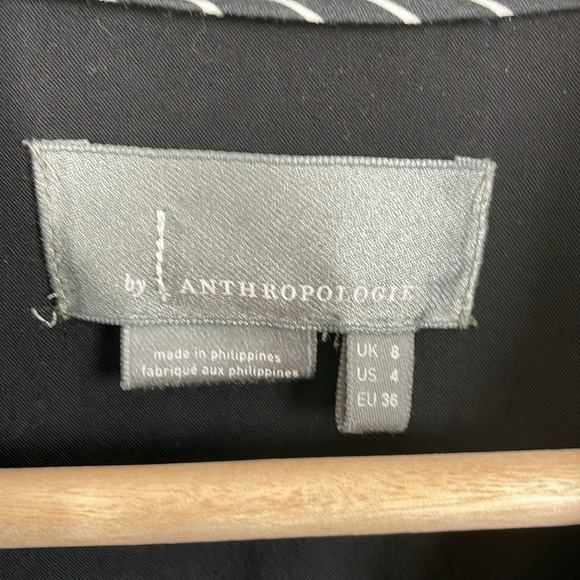 by ANTHROPOLOGIE
made in philippines
fabriqué aux philippines
UK 8
US 4
EU 36